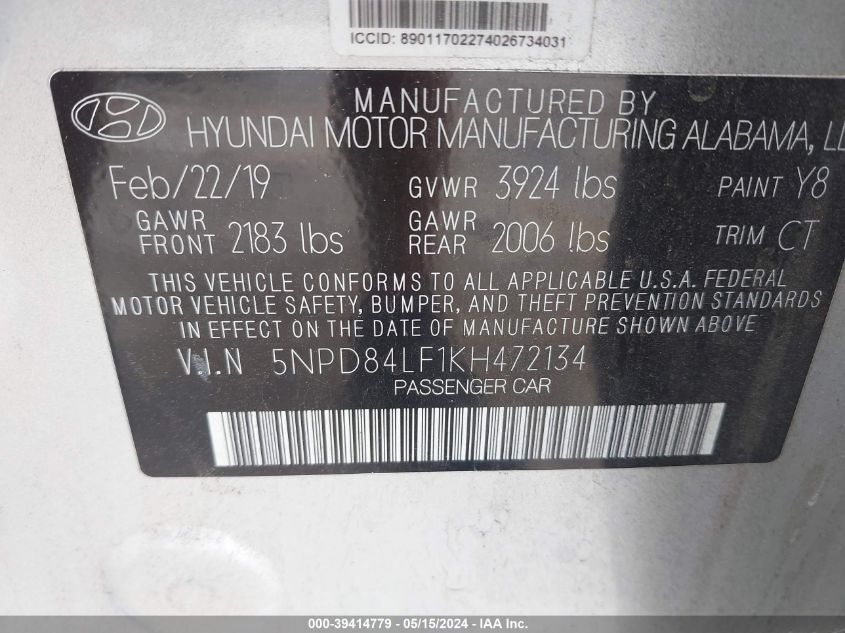 ICCID: 89011702274026734031
MANUFACTURED BY
HYUNDAI MOTOR MANUFACTURING ALABAMA, LL
Feb/22/19 GVWR 3924 lbs PAINT Y8
GAWR FRONT 2183 lbs GAWR REAR 2006 lbs TRIM CT
THIS VEHICLE CONFORMS TO ALL APPLICABLE U.S.A. FEDERAL
MOTOR VEHICLE SAFETY, BUMPER, AND THEFT PREVENTION STANDARDS
IN EFFECT ON THE DATE OF MANUFACTURE SHOWN ABOVE
V.I.N 5NPD84LF1KH472134
PASSENGER CAR
000-39414779 - 05/15/2024 - IAA Inc.